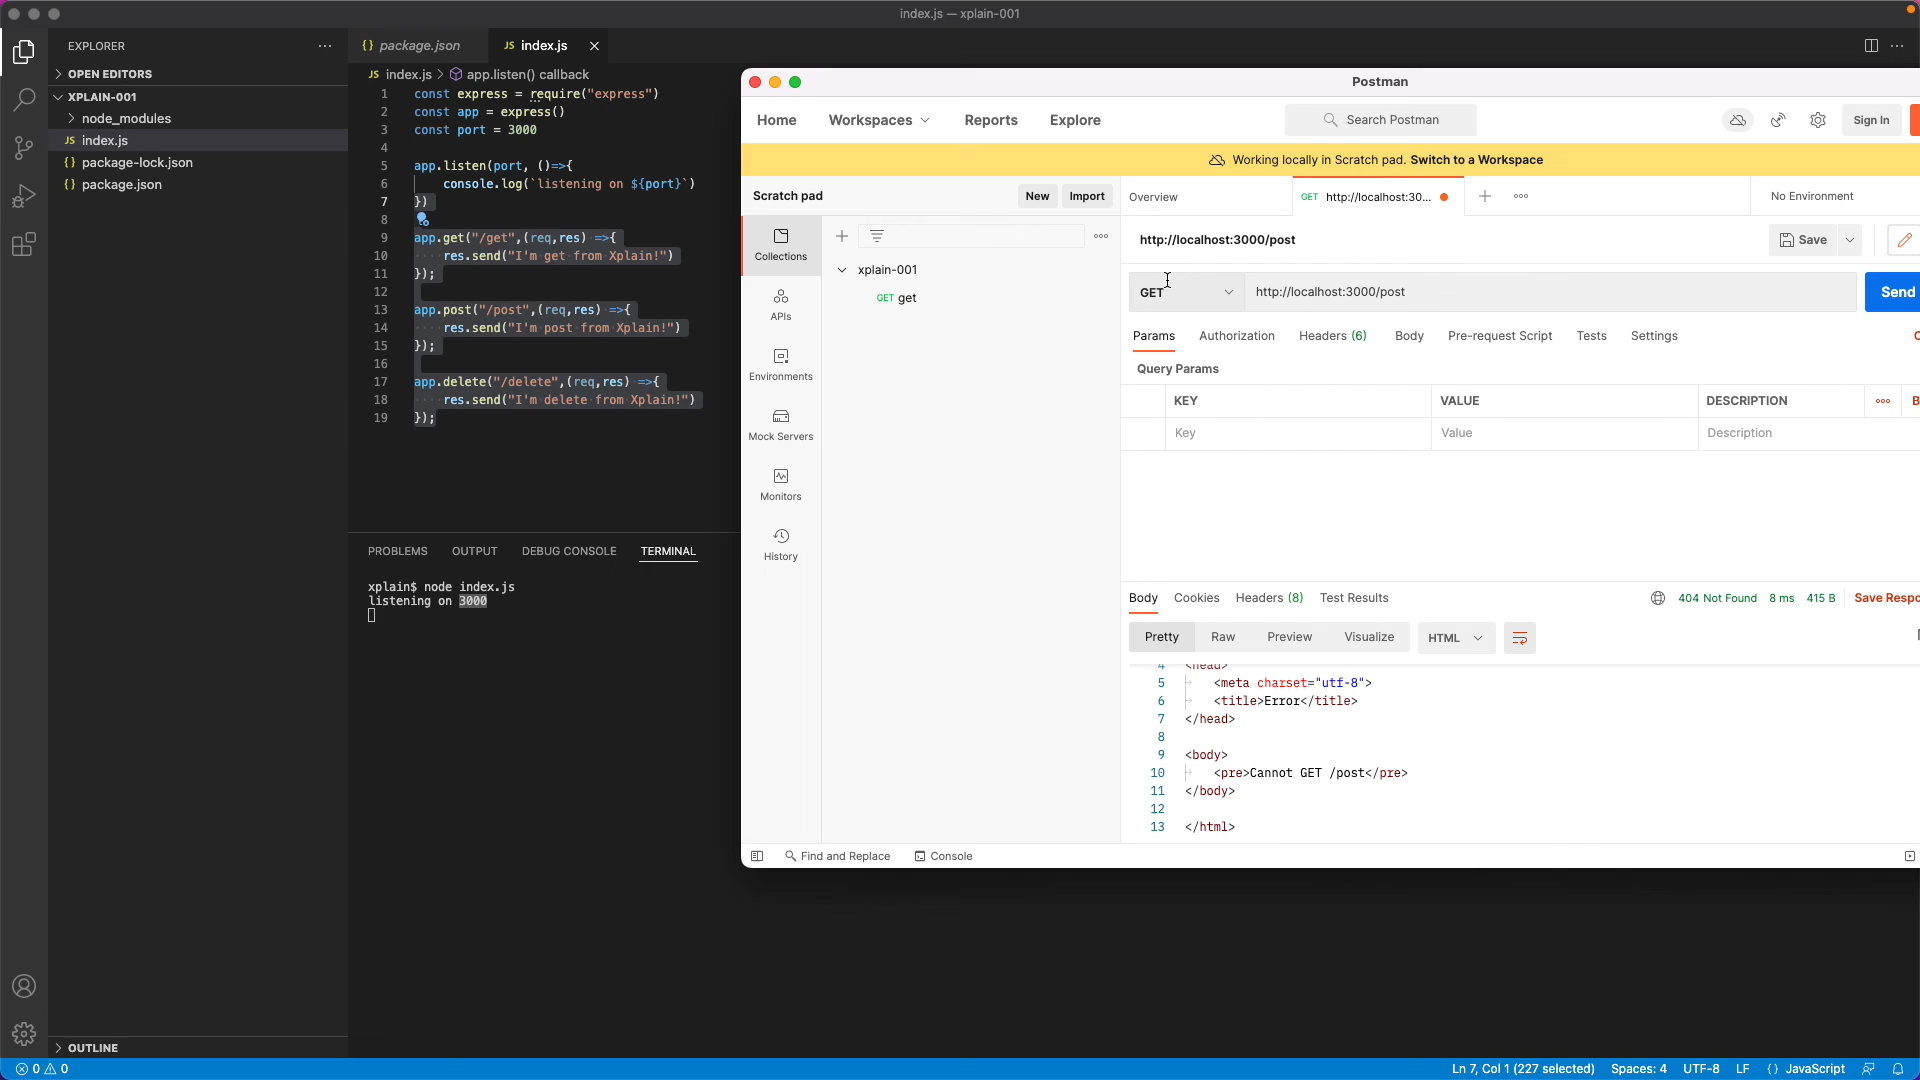 index.js — xplain-001
EXPLORER
OPEN EDITORS
XPLAIN-001
node_modules
JS index.js
{} package-lock.json
{} package.json
OUTLINE
{} package.json
JS index.js
JS index.js > app.listen() callback
1 const express = require("express")
2 const app = express()
3 const port = 3000
4
5 app.listen(port, ()=>{
6 console.log(`listening on ${port}`)
7 })
8
9 app.get("/get",(req,res) =>{
10 res.send("I'm get from Xplain!")
11 });
12
13 app.post("/post",(req,res) =>{
14 res.send("I'm post from Xplain!")
15 });
16
17 app.delete("/delete",(req,res) =>{
18 res.send("I'm delete from Xplain!")
19 });
PROBLEMS OUTPUT DEBUG CONSOLE TERMINAL
xplain$ node index.js
listening on 3000
Postman
Home Workspaces Reports Explore
Search Postman
Sign In
Working locally in Scratch pad. Switch to a Workspace
Scratch pad
New Import
Overview
GET http://localhost:30...
No Environment
Collections
APIs
Environments
Mock Servers
Monitors
History
xplain-001
GET get
http://localhost:3000/post
Save
GET http://localhost:3000/post
Send
Params Authorization Headers (6) Body Pre-request Script Tests Settings
Query Params
KEY VALUE DESCRIPTION
Key Value Description
Body Cookies Headers (8) Test Results
404 Not Found 8 ms 415 B
Pretty Raw Preview Visualize HTML
4 <head>
5 <meta charset="utf-8">
6 <title>Error</title>
7 </head>
8
9 <body>
10 <pre>Cannot GET /post</pre>
11 </body>
12
13 </html>
Find and Replace Console
0 0
Ln 7, Col 1 (227 selected) Spaces: 4 UTF-8 LF {} JavaScript